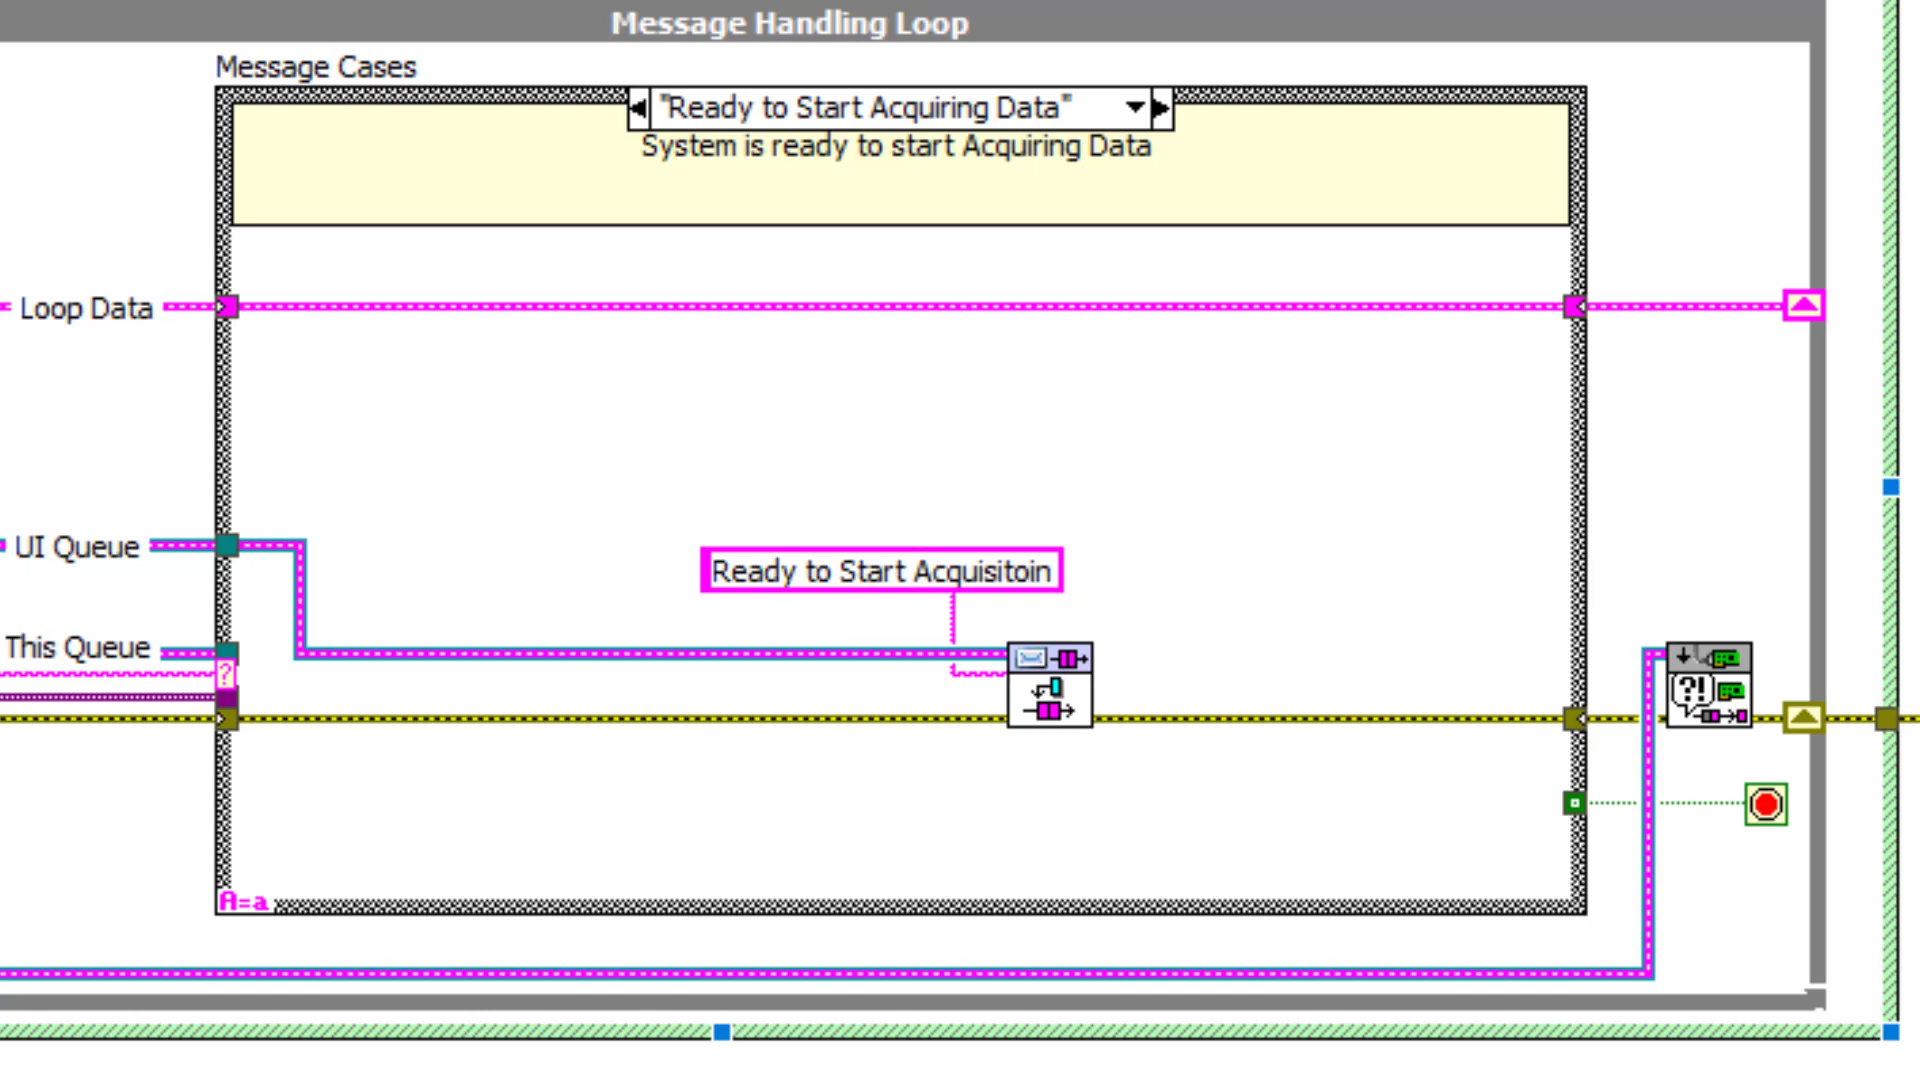 Message Handling Loop
Message Cases
"Ready to Start Acquiring Data"
System is ready to start Acquiring Data
Loop Data
UI Queue
Ready to Start Acquisitoin
This Queue
?
?!
A=a